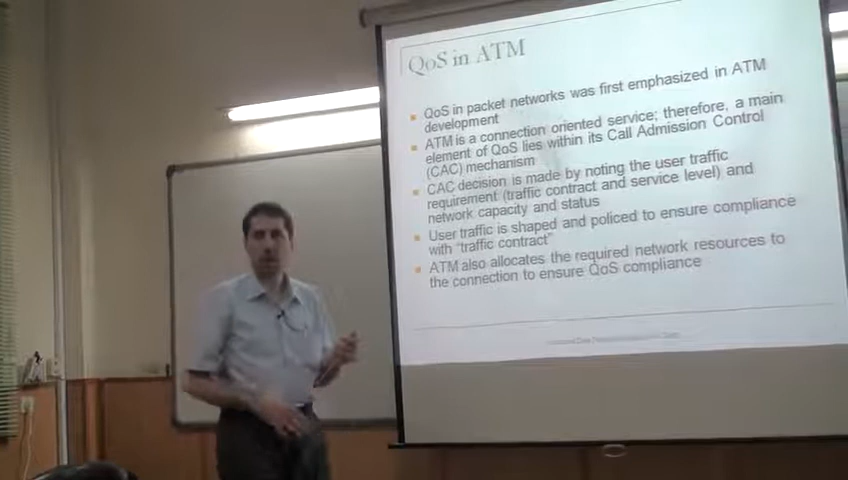 QoS in ATM
QoS in packet networks was first emphasized in ATM
development
ATM is a connection oriented service; therefore, a main
element of QoS lies within its Call Admission Control
(CAC) mechanism
CAC decision is made by noting the user traffic
requirement (traffic contract and service level) and
network capacity and status
User traffic is shaped and policed to ensure compliance
with "traffic contract"
ATM also allocates the required network resources to
the connection to ensure QoS compliance